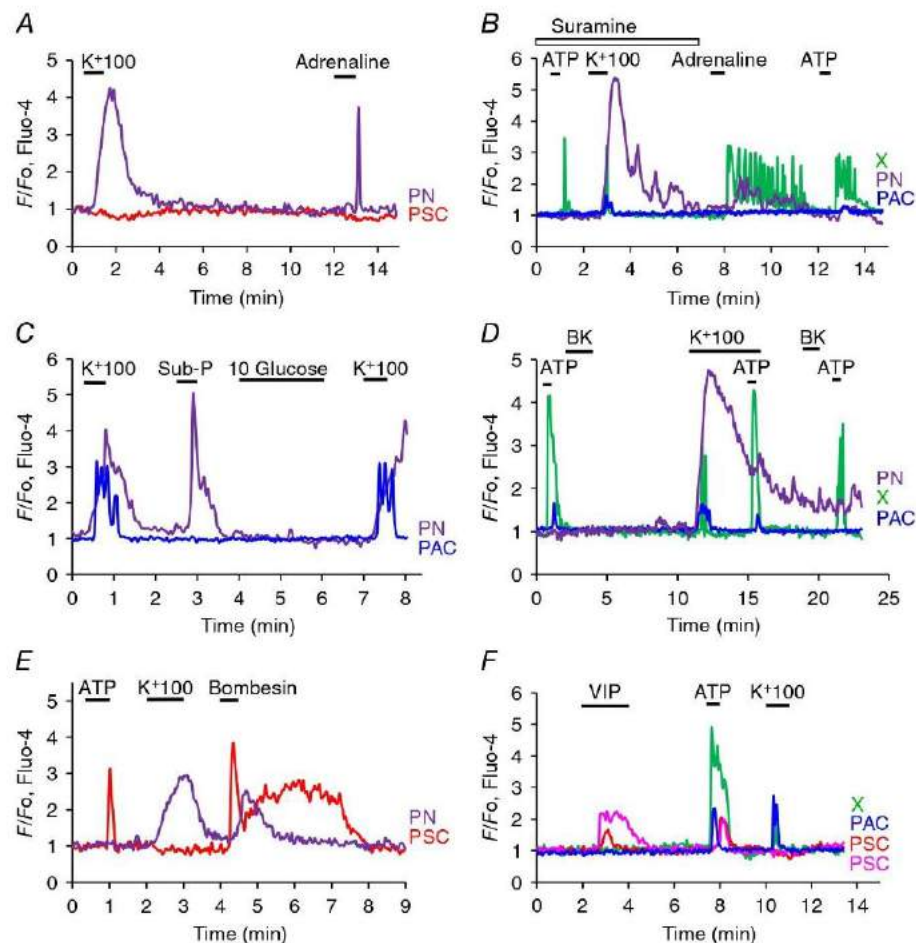 A
K+100
Adrenaline
F/Fo, Fluo-4
5
4
3
2
1
0
PN
PSC
0 2 4 6 8 10 12 14
Time (min)
B
Suramine
ATP K+100 Adrenaline ATP
F/Fo, Fluo-4
6
5
4
3
2
1
0
X
PN
PAC
0 2 4 6 8 10 12 14
Time (min)
C
K+100 Sub-P 10 Glucose K+100
F/Fo, Fluo-4
6
5
4
3
2
1
0
PN
PAC
0 1 2 3 4 5 6 7 8
Time (min)
D
BK K+100 BK
ATP ATP ATP
F/Fo, Fluo-4
5
4
3
2
1
0
PN
X
PAC
0 5 10 15 20 25
Time (min)
E
ATP K+100 Bombesin
F/Fo, Fluo-4
5
4
3
2
1
0
PN
PSC
0 1 2 3 4 5 6 7 8 9
Time (min)
F
VIP ATP K+100
F/Fo, Fluo-4
6
5
4
3
2
1
0
X
PAC
PSC
PSC
0 2 4 6 8 10 12 14
Time (min)